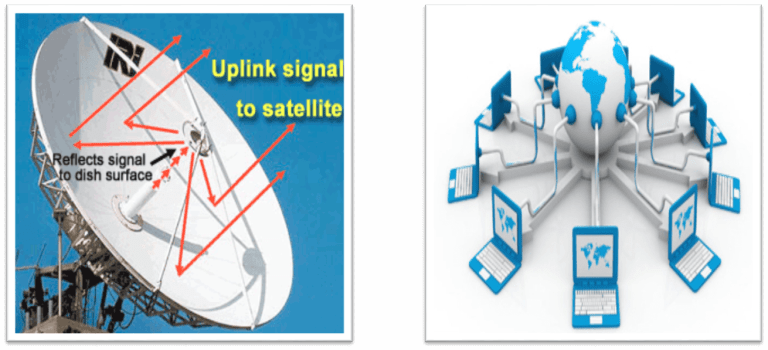 IRI
Uplink signal
to satellite
Reflects signal
to dish surface